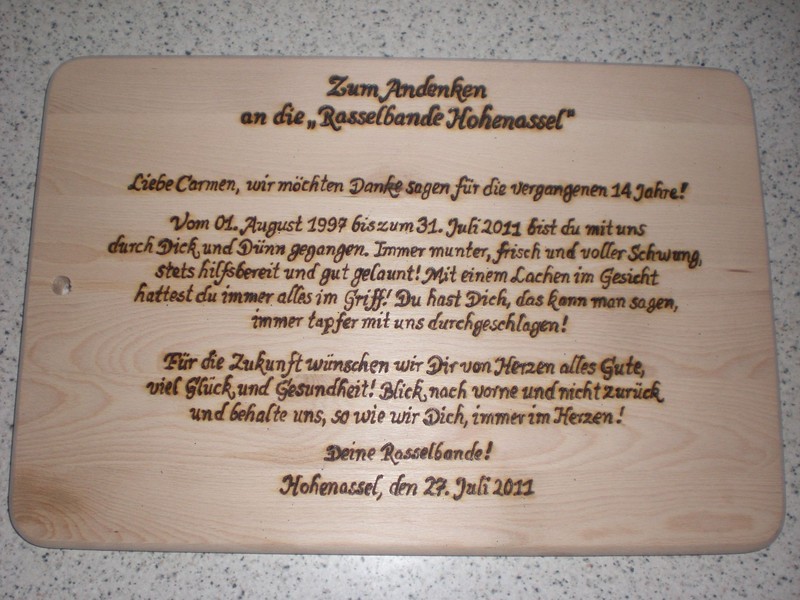 Zum Andenken
an die „Rasselbande Hohenassel"
Liebe Carmen, wir möchten Danke sagen für die vergangenen 14 Jahre!
Vom 01. August 1997 bis zum 31. Juli 2011 bist du mit uns
durch Dick und Dünn gegangen. Immer munter, frisch und voller Schwung,
stets hilfsbereit und gut gelaunt! Mit einem Lachen im Gesicht
hattest du immer alles im Griff! Du hast Dich, das kann man sagen,
immer tapfer mit uns durchgeschlagen!
Für die Zukunft wünschen wir Dir von Herzen alles Gute,
viel Glück und Gesundheit! Blick nach vorne und nicht zurück
und behalte uns, so wie wir Dich, immer im Herzen!
Deine Rasselbande!
Hohenassel, den 27. Juli 2011